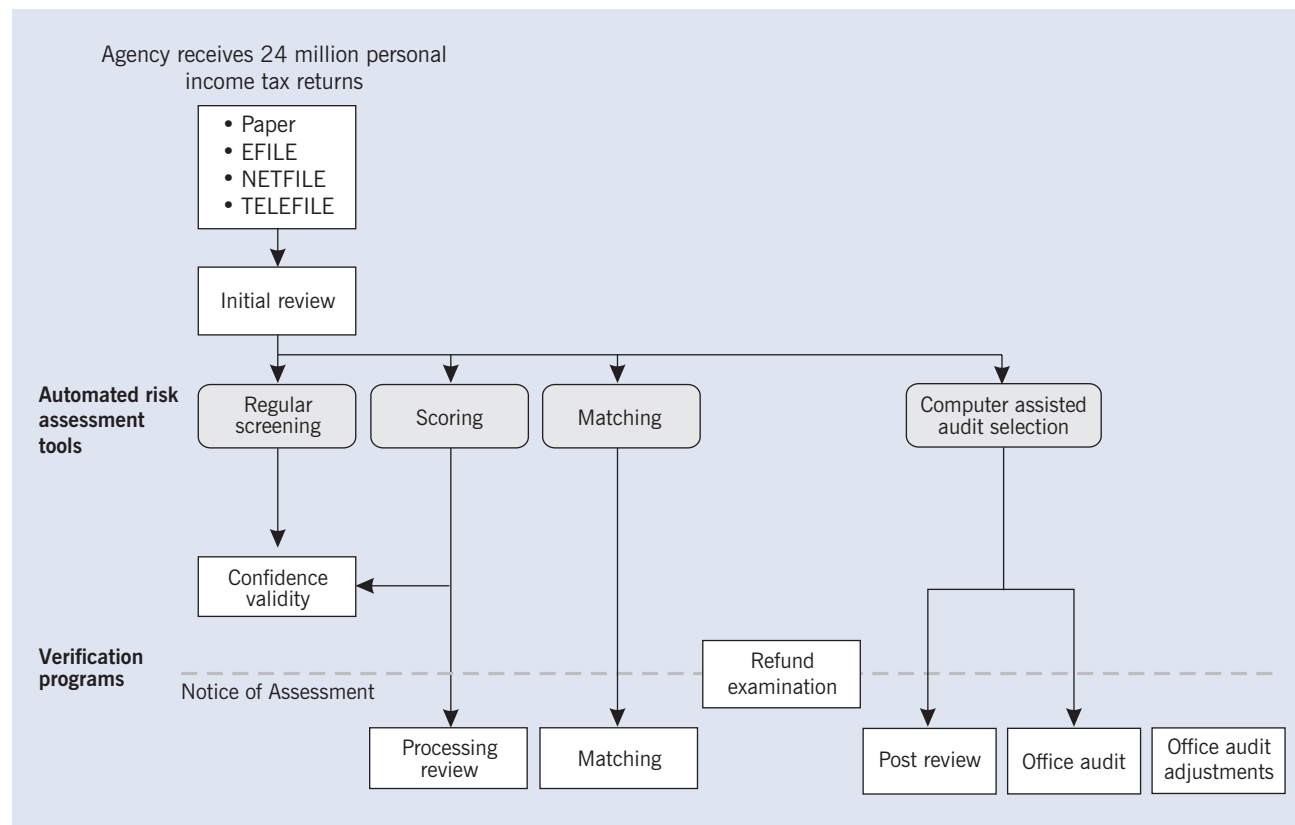 Agency receives 24 million personal
income tax returns
• Paper
• EFILE
• NETFILE
• TELEFILE
Initial review
Automated risk
assessment
tools
Regular
screening
Scoring
Matching
Computer assisted
audit selection
Confidence
validity
Verification
programs
Refund
examination
Notice of Assessment
Processing
review
Matching
Post review
Office audit
Office audit
adjustments